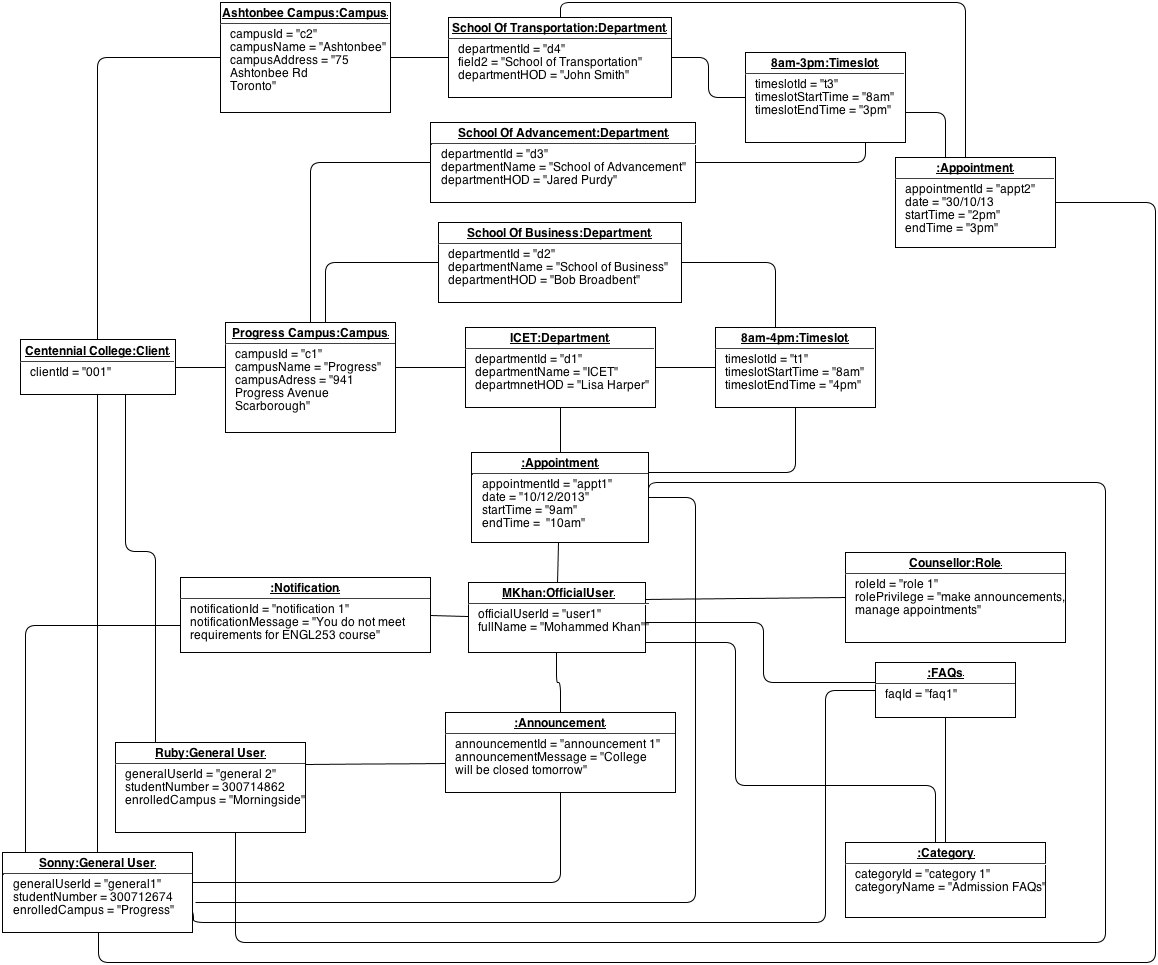 Ashtonbee Campus:Campus
campusId = "c2"
campusName = "Ashtonbee"
campusAddress = "75
Ashtonbee Rd
Toronto"
School Of Transportation:Department
departmentId = "d4"
field2 = "School of Transportation"
departmentHOD = "John Smith"
8am-3pm:Timeslot
timeslotId = "t3"
timeslotStartTime = "8am"
timeslotEndTime = "3pm"
School Of Advancement:Department
departmentId = "d3"
departmentName = "School of Advancement"
departmentHOD = "Jared Purdy"
:Appointment
appointmentId = "appt2"
date = "30/10/13
startTime = "2pm"
endTime = "3pm"
School Of Business:Department
departmentId = "d2"
departmentName = "School of Business"
departmentHOD = "Bob Broadbent"
Centennial College:Client
clientId = "001"
Progress Campus:Campus
campusId = "c1"
campusName = "Progress"
campusAdress = "941
Progress Avenue
Scarborough"
ICET:Department
departmentId = "d1"
departmentName = "ICET"
departmnetHOD = "Lisa Harper"
8am-4pm:Timeslot
timeslotId = "t1"
timeslotStartTime = "8am"
timeslotEndTime = "4pm"
:Appointment
appointmentId = "appt1"
date = "10/12/2013"
startTime = "9am"
endTime = "10am"
:Notification
notificationId = "notification 1"
notificationMessage = "You do not meet
requirements for ENGL253 course"
MKhan:OfficialUser
officialUserId = "user1"
fullName = "Mohammed Khan""
Counsellor:Role
roleId = "role 1"
rolePrivilege = "make announcements,
manage appointments"
:FAQs
faqId = "faq1"
:Announcement
announcementId = "announcement 1"
announcementMessage = "College
will be closed tomorrow"
Ruby:General User
generalUserId = "general 2"
studentNumber = 300714862
enrolledCampus = "Morningside"
Sonny:General User
generalUserId = "general1"
studentNumber = 300712674
enrolledCampus = "Progress"
:Category
categoryId = "category 1"
categoryName = "Admission FAQs"